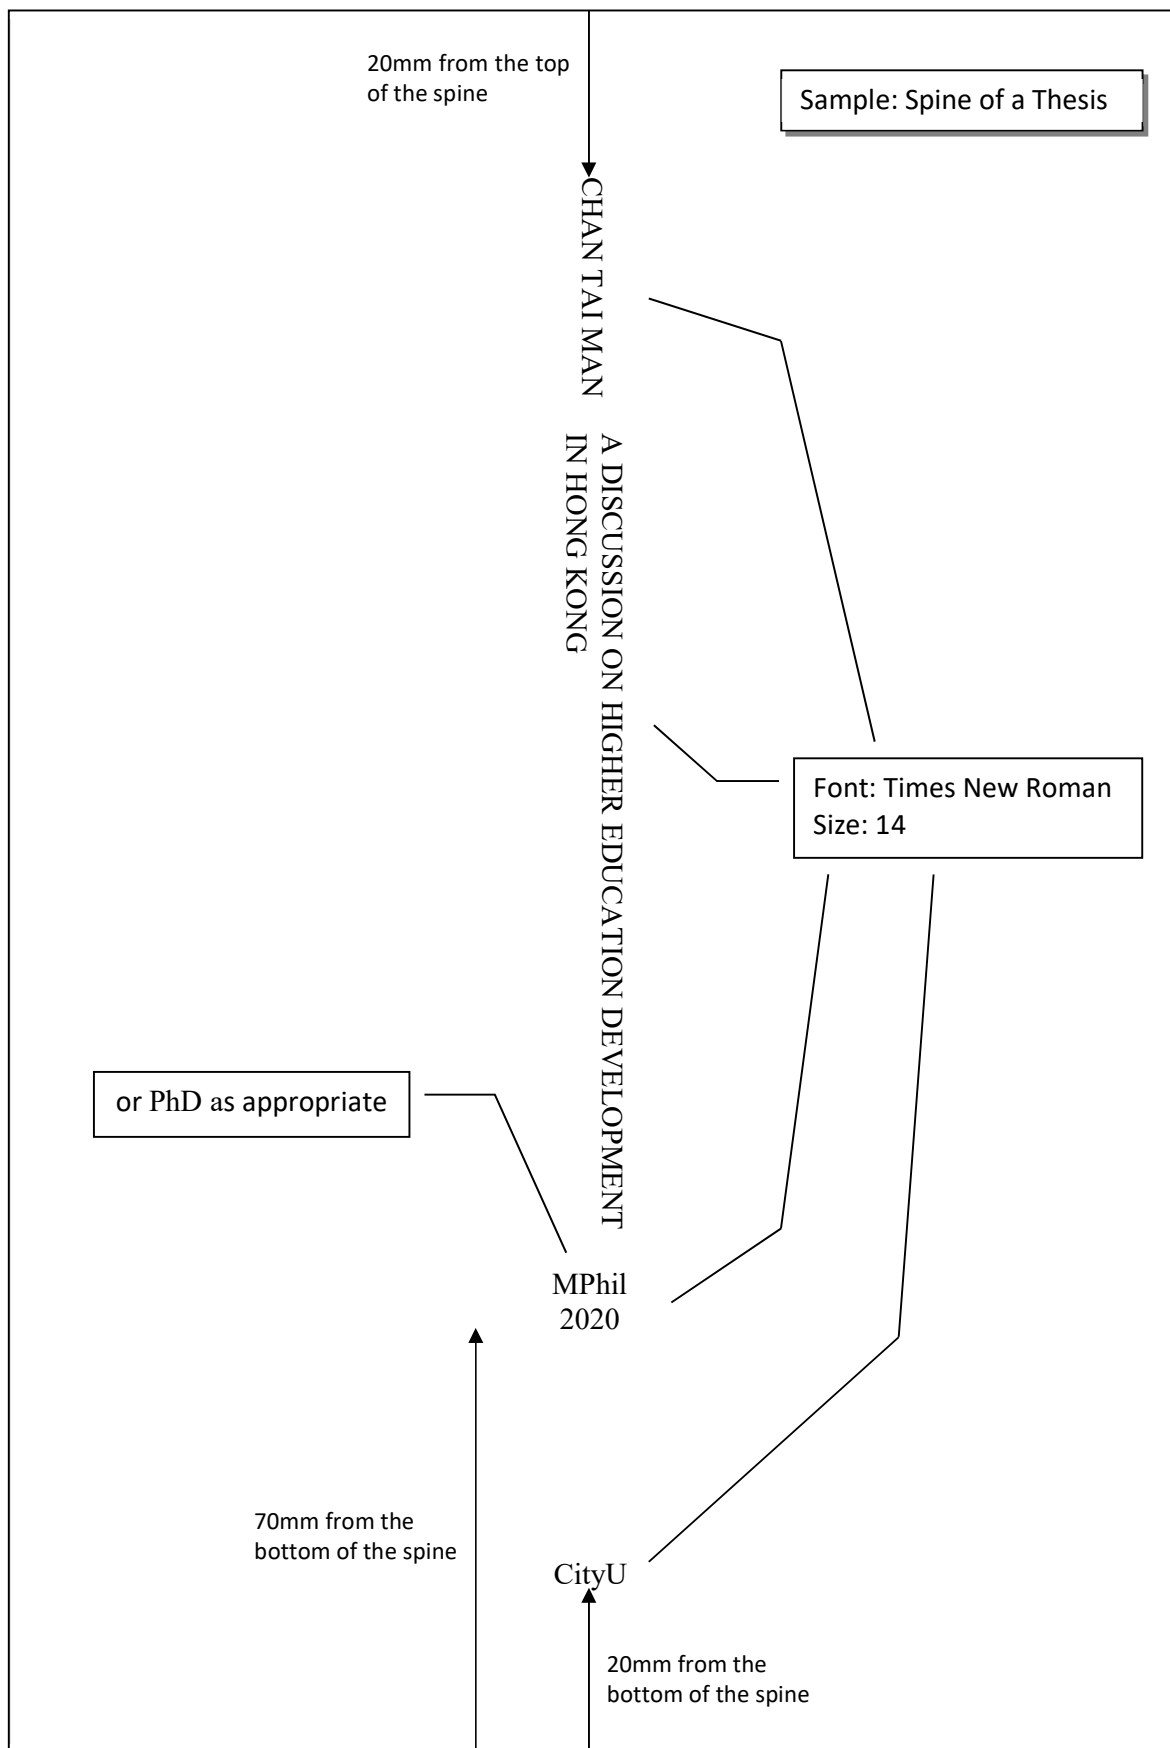 20mm from the top
of the spine
Sample: Spine of a Thesis
CHAN TAI MAN
A DISCUSSION ON HIGHER EDUCATION DEVELOPMENT
IN HONG KONG
Font: Times New Roman
Size: 14
or PhD as appropriate
MPhil
2020
70mm from the
bottom of the spine
CityU
20mm from the
bottom of the spine